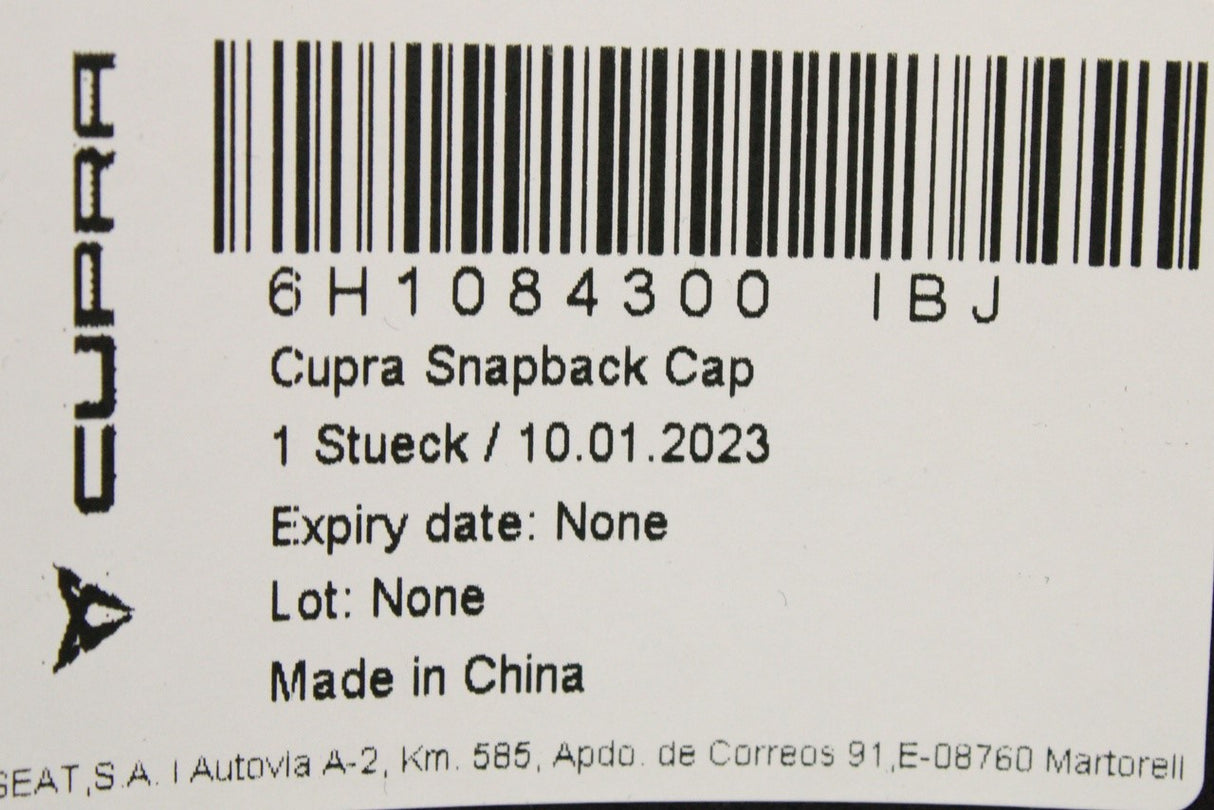 CUPRA
6H1084300 IBJ
Cupra Snapback Cap
1 Stueck / 10.01.2023
Expiry date: None
Lot: None
Made in China
SEAT,S.A. I Autovia A-2, Km. 585, Apdo. de Correos 91,E-08760 Martorell